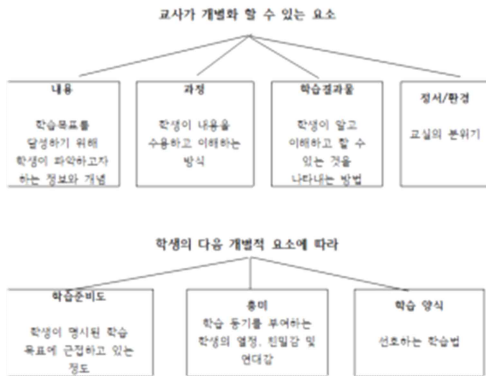 교사가 개별화 할 수 있는 요소
내용
학습목표를
달성하기 위해
학생이 파악하고자
하는 정보와 개념
과정
학생이 내용을
수용하고 이해하는
방식
학습결과물
학생이 알고
이해하고 할 수
있는 것을
나타내는 방법
정서/환경
교실의 분위기
학생의 다음 개별적 요소에 따라
학습준비도
학생이 명시된 학습
목표에 근접하고 있는
정도
흥미
학습 동기를 부여하는
학생의 열정, 친밀감 및
연대감
학습 양식
선호하는 학습법